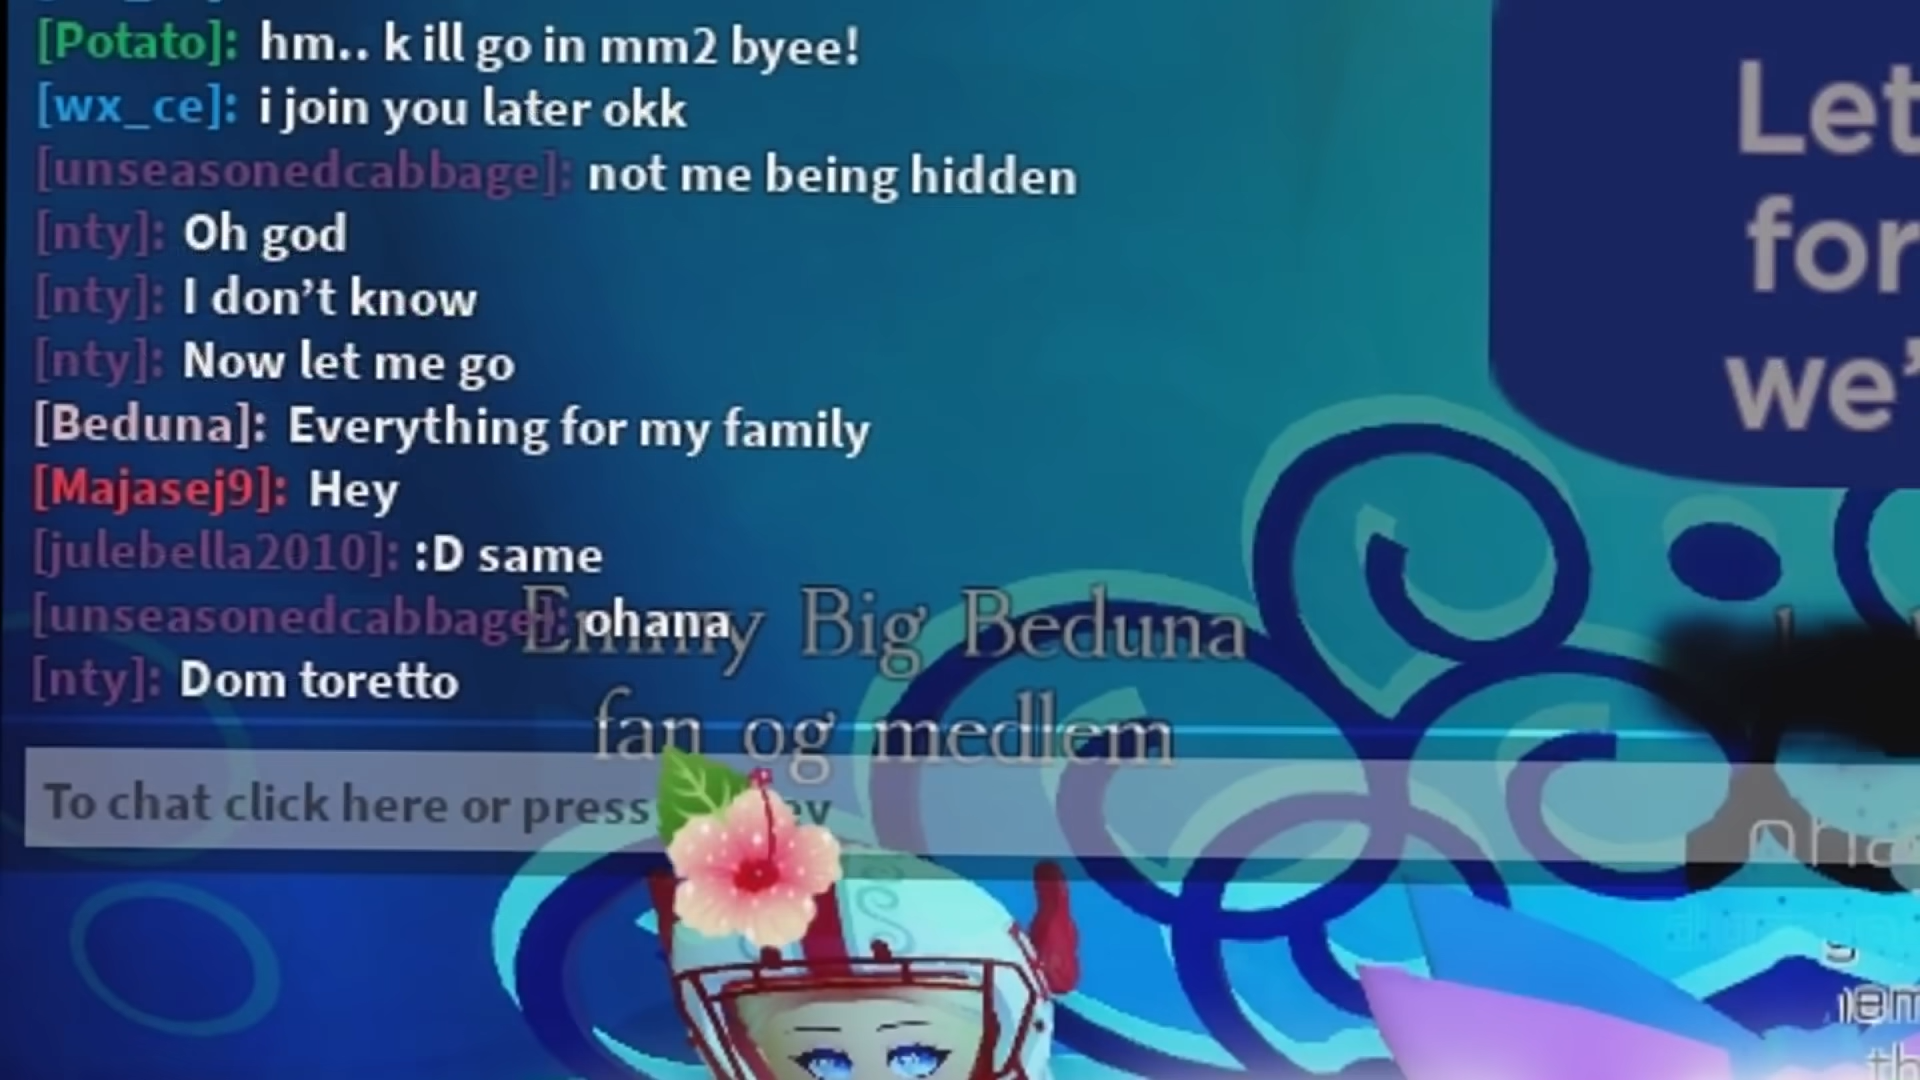 [Potato]: hm.. k ill go in mm2 byee!
[wx_ce]: i join you later okk
[unseasonedcabbage]: not me being hidden
[nty]: Oh god
[nty]: I don’t know
[nty]: Now let me go
[Beduna]: Everything for my family
[Majasej9]: Hey
[julebella2010]: :D same
[unseasonedcabbage]: ohana
[nty]: Dom toretto
Emmy Big Beduna
fan og medlem
To chat click here or press
Let
for
we’